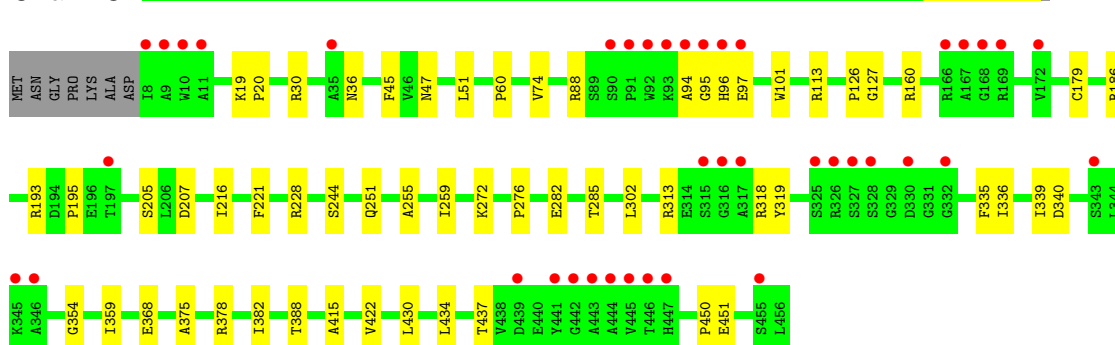 MET ASN GLY PRO LYS ALA ASP I8 A9 W10 A11 K19 P20 R30 A35 N36 F45 V46 N47 L51 P60 V74 R88 S89 S90 P91 W92 K93 A94 G95 H96 E97 W101 R113 P126 G127 R160 R166 A167 G168 R169 V172 C179
R193 D194 P195 E196 T197 S205 L206 D207 I216 F221 R228 S244 Q251 A255 I259 K272 P276 E282 T285 L302 R313 E314 S315 G316 A317 R318 Y319 S325 R326 S327 S328 G329 D330 G331 G332 F335 I336 I339 D340 S343
K345 A346 G354 I359 E368 A375 R378 I382 T388 A415 V422 L430 L434 T437 V438 D439 E440 Y441 G442 A443 A444 V445 T446 H447 P450 E451 S455 L456